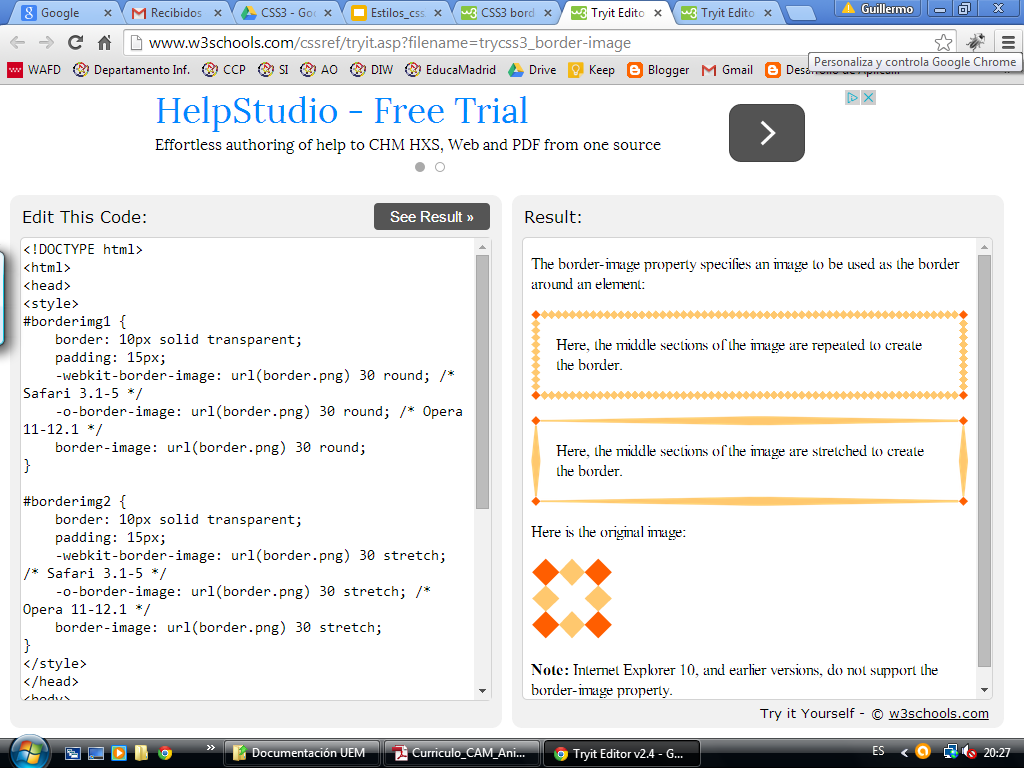 Google
Recibidos
CSS3 - Goo
Estilos_css
CSS3 bord
Tryit Edito
Tryit Edito
Guillermo
www.w3schools.com/cssref/tryit.asp?filename=trycss3_border-image
Personaliza y controla Google Chrome
WAFD
Departamento Inf.
CCP
SI
AO
DIW
EducaMadrid
Drive
Keep
Blogger
Gmail
HelpStudio - Free Trial
Effortless authoring of help to CHM HXS, Web and PDF from one source
Edit This Code:
See Result »
<!DOCTYPE html>
<html>
<head>
<style>
#borderimg1 {
    border: 10px solid transparent;
    padding: 15px;
    -webkit-border-image: url(border.png) 30 round; /*
Safari 3.1-5 */
    -o-border-image: url(border.png) 30 round; /* Opera
11-12.1 */
    border-image: url(border.png) 30 round;
}
#borderimg2 {
    border: 10px solid transparent;
    padding: 15px;
    -webkit-border-image: url(border.png) 30 stretch;
/* Safari 3.1-5 */
    -o-border-image: url(border.png) 30 stretch; /*
Opera 11-12.1 */
    border-image: url(border.png) 30 stretch;
}
</style>
</head>
<body>
Result:
The border-image property specifies an image to be used as the border
around an element:
Here, the middle sections of the image are repeated to create
the border.
Here, the middle sections of the image are stretched to create
the border.
Here is the original image:
Note: Internet Explorer 10, and earlier versions, do not support the
border-image property.
Try it Yourself - © w3schools.com
Documentación UEM
Curriculo_CAM_Ani...
Tryit Editor v2.4 - G...
ES
20:27